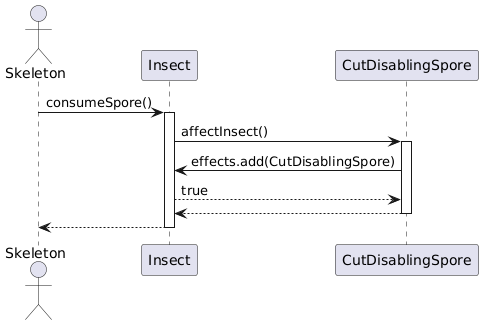 Skeleton
Insect
CutDisablingSpore
consumeSpore()
affectInsect()
effects.add(CutDisablingSpore)
true
Skeleton
Insect
CutDisablingSpore